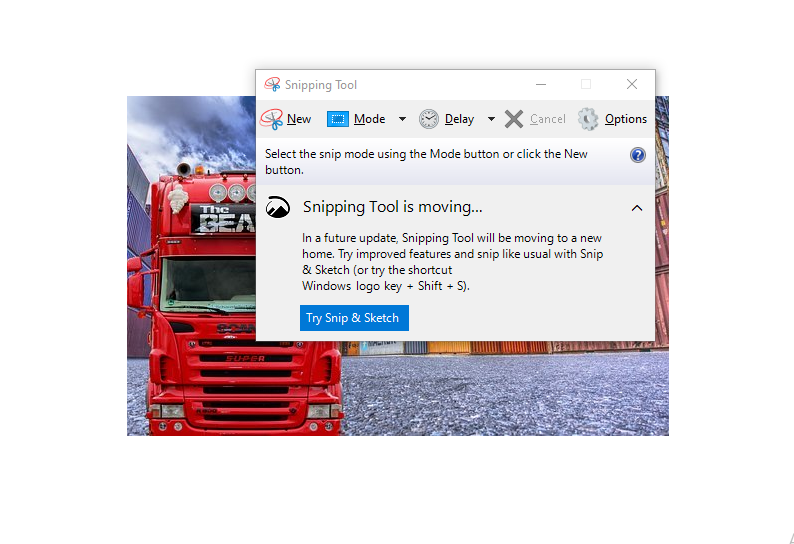 Snipping Tool
New Mode Delay Cancel Options
Select the snip mode using the Mode button or click the New
button.
Snipping Tool is moving...
In a future update, Snipping Tool will be moving to a new
home. Try improved features and snip like usual with Snip
& Sketch (or try the shortcut
Windows logo key + Shift + S).
Try Snip & Sketch
The
BEA
SCAN
SUPER